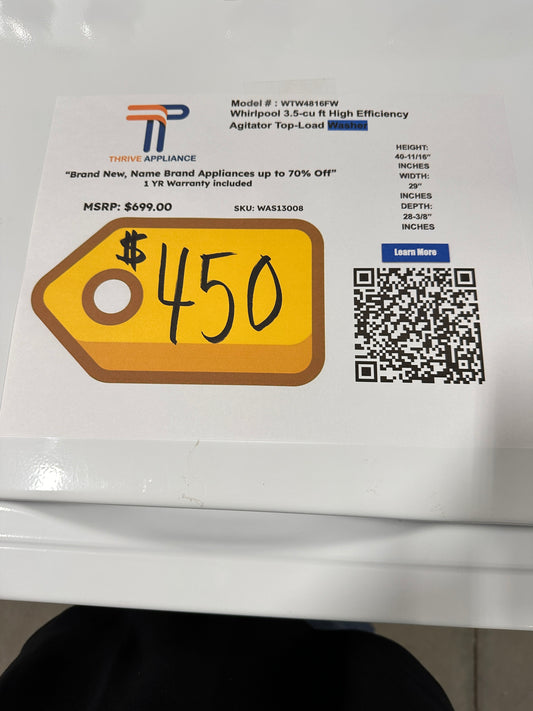 THRIVE APPLIANCE
Model # : WTW4816FW
Whirlpool 3.5-cu ft High Efficiency
Agitator Top-Load Washer
"Brand New, Name Brand Appliances up to 70% Off"
1 YR Warranty included
MSRP: $699.00
SKU: WAS13008
$450
HEIGHT:
40-11/16"
INCHES
WIDTH:
29"
INCHES
DEPTH:
28-3/8"
INCHES
Learn More